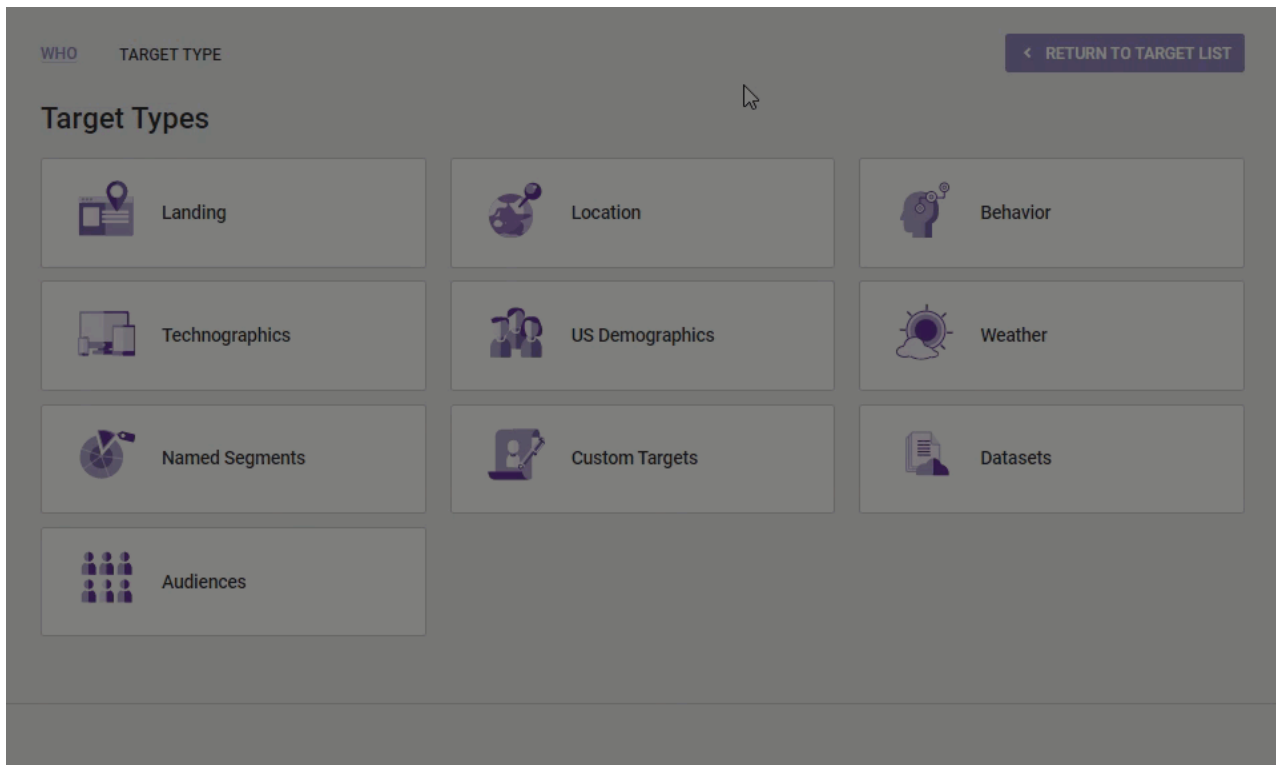 WHO TARGET TYPE
< RETURN TO TARGET LIST
Target Types
Landing
Location
Behavior
Technographics
US Demographics
Weather
Named Segments
Custom Targets
Datasets
Audiences